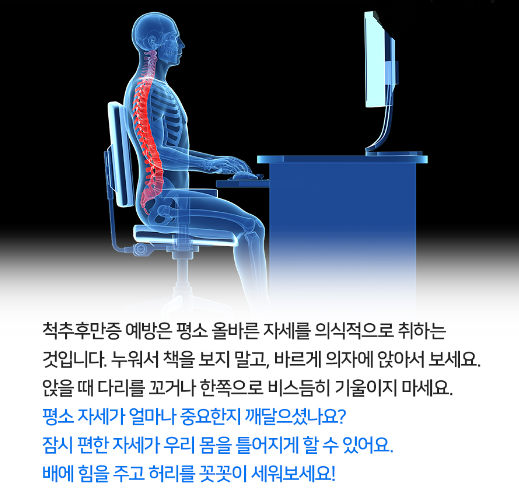 척추후만증 예방은 평소 올바른 자세를 의식적으로 취하는
것입니다. 누워서 책을 보지 말고, 바르게 의자에 앉아서 보세요.
앉을 때 다리를 꼬거나 한쪽으로 비스듬히 기울이지 마세요.
평소 자세가 얼마나 중요한지 깨달으셨나요?
잠시 편한 자세가 우리 몸을 틀어지게 할 수 있어요.
배에 힘을 주고 허리를 꼿꼿이 세워보세요!